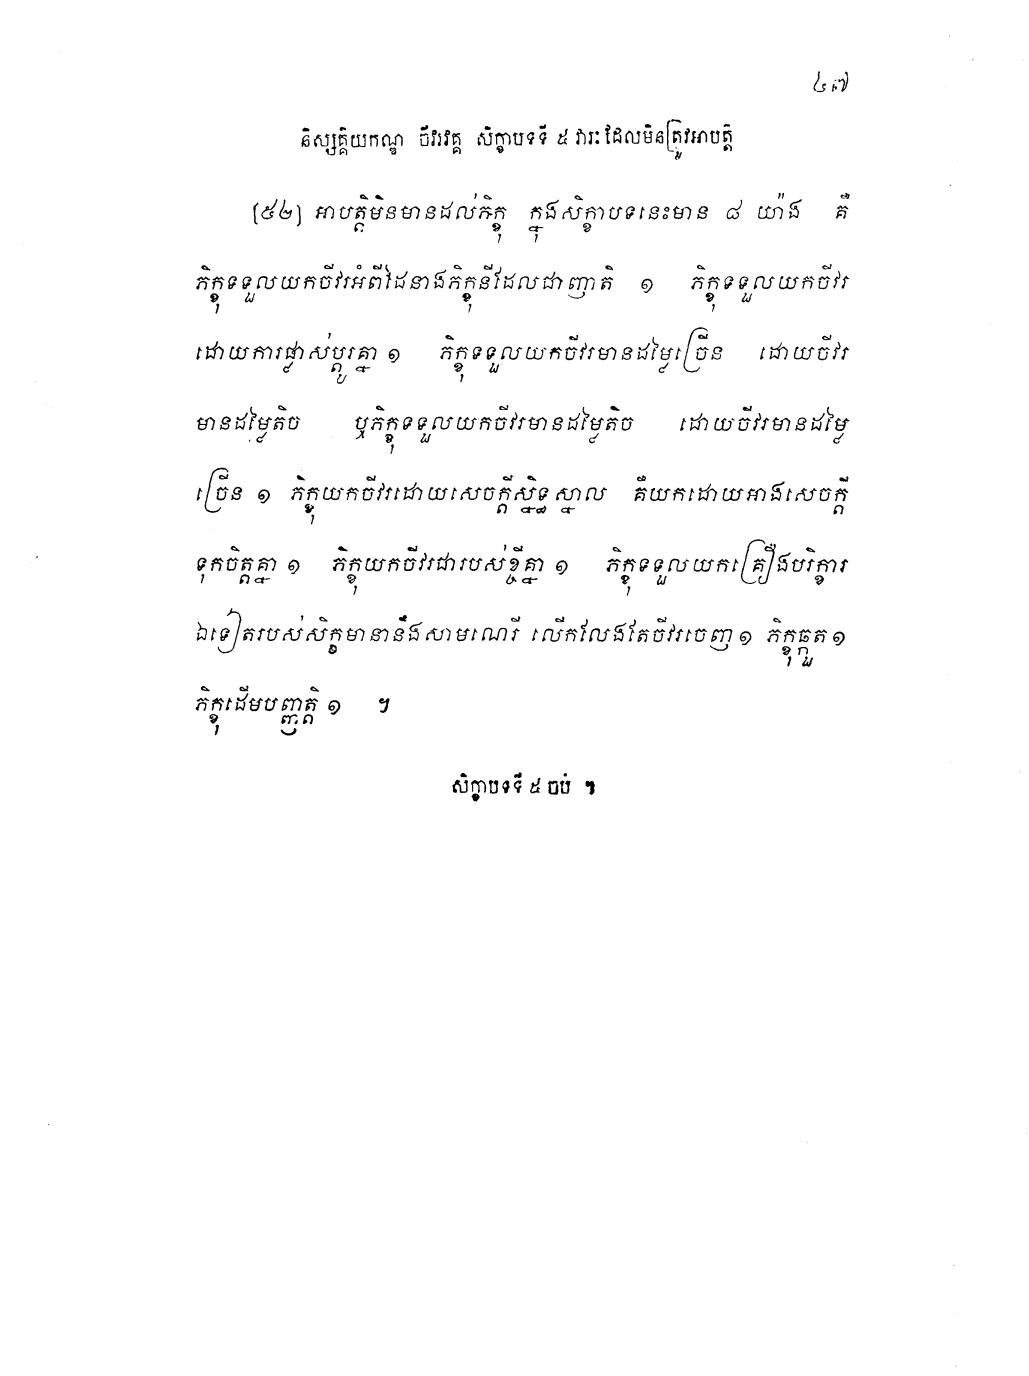 ៤៧
និស្សគ្គិយកណ្ឌ ចីវរវគ្គ សិក្ខាបទទី ៥ វារៈដែលមិនត្រូវអាបត្តិ
[៥២] អាបត្តិមិនមានដល់ភិក្ខុ ក្នុងសិក្ខាបទនេះមាន ៨ យ៉ាង គឺ
ភិក្ខុទទួលយកចីវរអំពីដៃនាងភិក្ខុនីដែលជាញាតិ ១ ភិក្ខុទទួលយកចីវរ
ដោយការផ្លាស់ប្តូរគ្នា ១ ភិក្ខុទទួលយកចីវរមានដម្លៃច្រើន ដោយចីវរ
មានដម្លៃតិច ឬភិក្ខុទទួលយកចីវរមានដម្លៃតិច ដោយចីវរមានដម្លៃ
ច្រើន ១ ភិក្ខុយកចីវរដោយសេចក្តីស្និទ្ធស្នាល គឺយកដោយអាងសេចក្តី
ទុកចិត្តគ្នា ១ ភិក្ខុយកចីវរជារបស់ខ្ចីគ្នា ១ ភិក្ខុទទួលយកគ្រឿងបរិក្ខារ
ឯទៀតរបស់សិក្ខមានានឹងសាមណេរី លើកលែងតែចីវរចេញ ១ ភិក្ខុឆ្កួត ១
ភិក្ខុដើមបញ្ញត្តិ ១ ៗ
សិក្ខាបទទី ៥ ចប់ ៗ